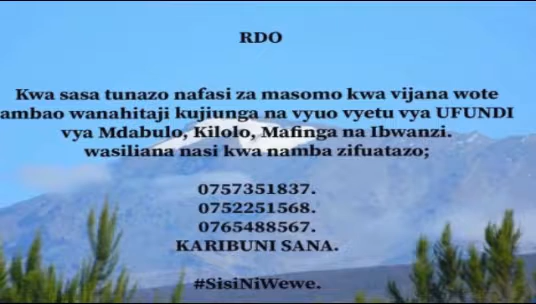 RDO
Kwa sasa tunazo nafasi za masomo kwa vijana wote
ambao wanahitaji kujiunga na vyuo vyetu vya UFUNDI
vya Mdabulo, Kilolo, Mafinga na Ibwanzi.
wasiliana nasi kwa namba zifuatazo;
0757351837.
0752251568.
0765488567.
KARIBUNI SANA.
#SisiNiWewe.